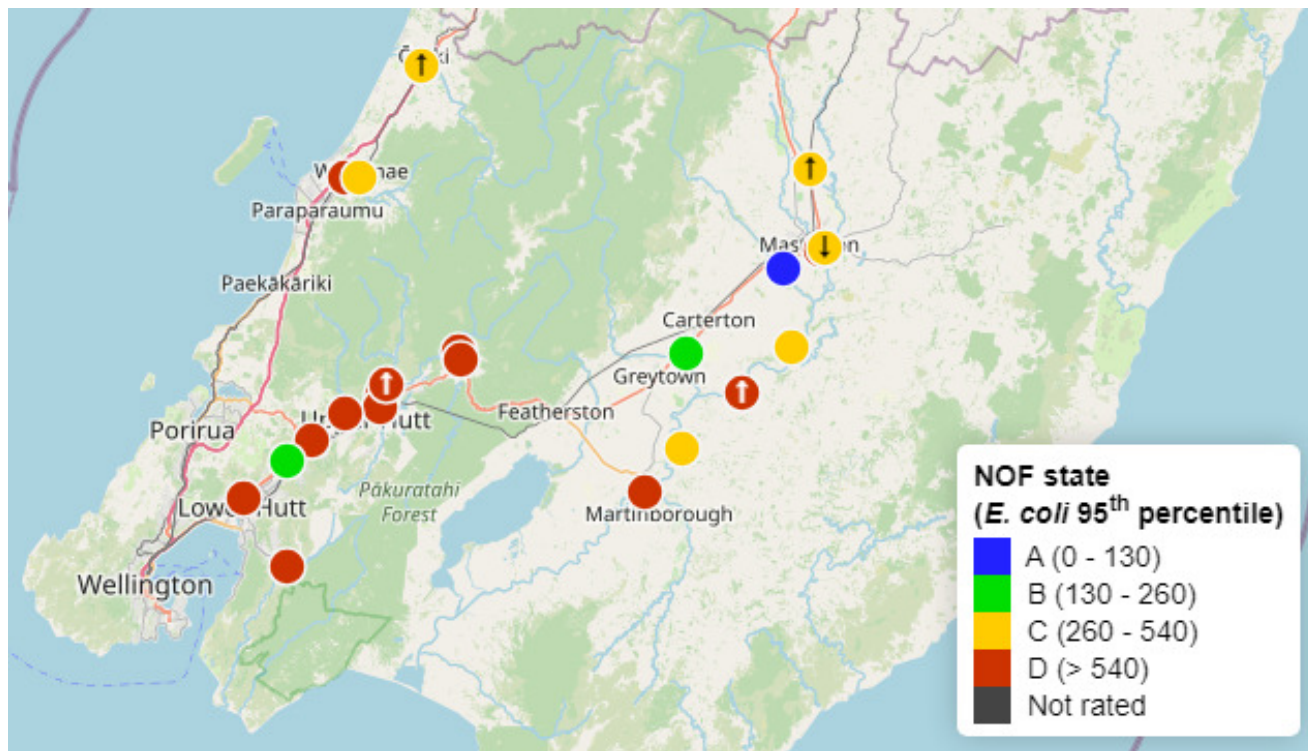 Paraparaumu
Paekākāriki
Porirua
Wellington
Pākuratahi
Forest
Featherston
Greytown
Carterton
Martinborough
NOF state
(E. coli 95th percentile)
A (0 - 130)
B (130 - 260)
C (260 - 540)
D (> 540)
Not rated